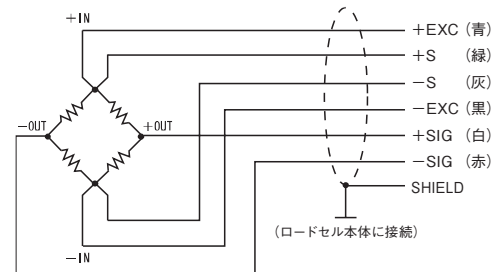 +IN
+EXC (青)
+S (緑)
−S (灰)
−EXC (黒)
−OUT
+OUT
+SIG (白)
−SIG (赤)
SHIELD
(ロードセル本体に接続)
−IN